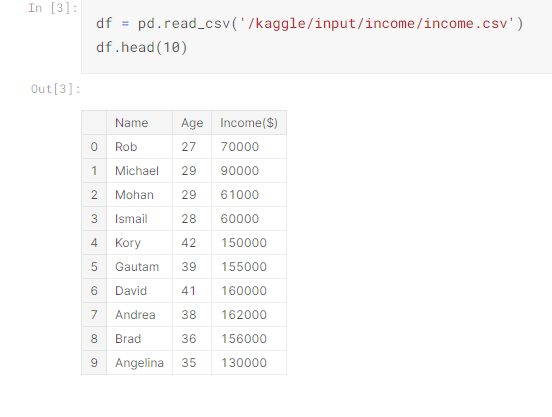 In [3]:
df = pd.read_csv('/kaggle/input/income/income.csv')
df.head(10)
Out[3]:
Name Age Income($)
0 Rob 27 70000
1 Michael 29 90000
2 Mohan 29 61000
3 Ismail 28 60000
4 Kory 42 150000
5 Gautam 39 155000
6 David 41 160000
7 Andrea 38 162000
8 Brad 36 156000
9 Angelina 35 130000